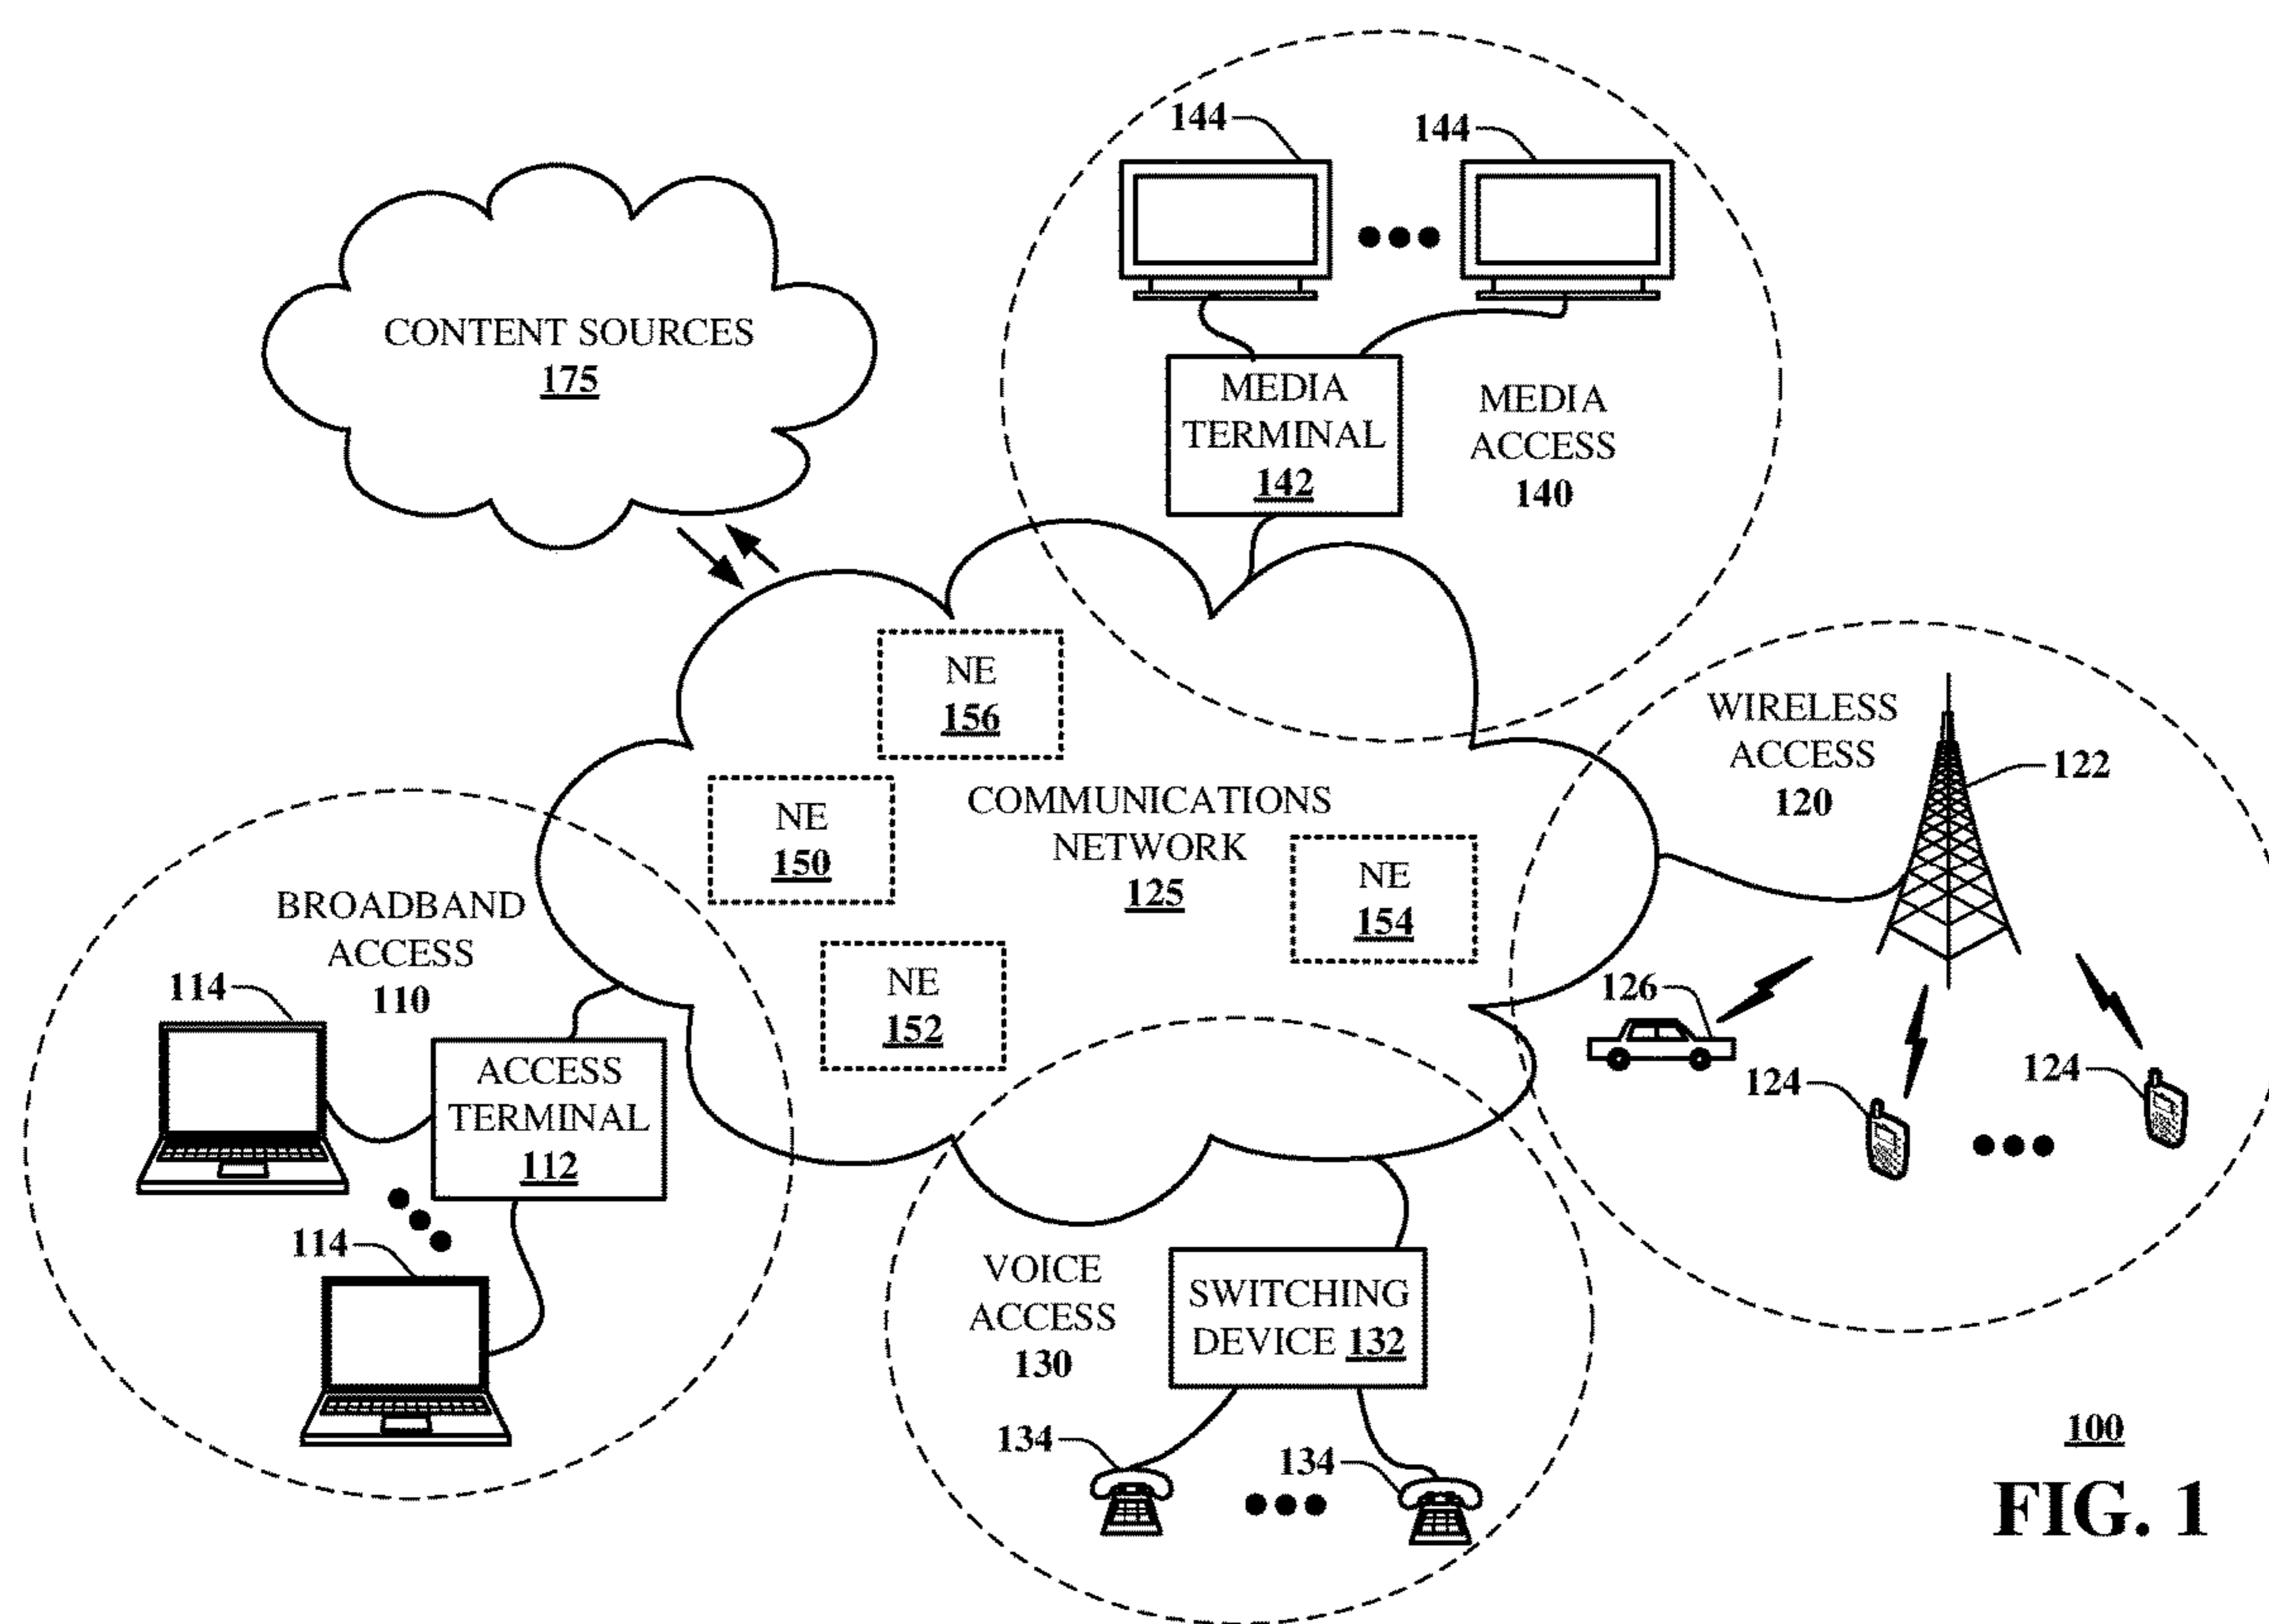 144
144
CONTENT SOURCES
175
MEDIA
TERMINAL
142
MEDIA
ACCESS
140
NE
156
WIRELESS
ACCESS
120
122
NE
150
COMMUNICATIONS
NETWORK
125
NE
154
BROADBAND
ACCESS
110
114
NE
152
126
124
124
ACCESS
TERMINAL
112
114
VOICE
ACCESS
130
SWITCHING
DEVICE 132
134
134
100
FIG. 1